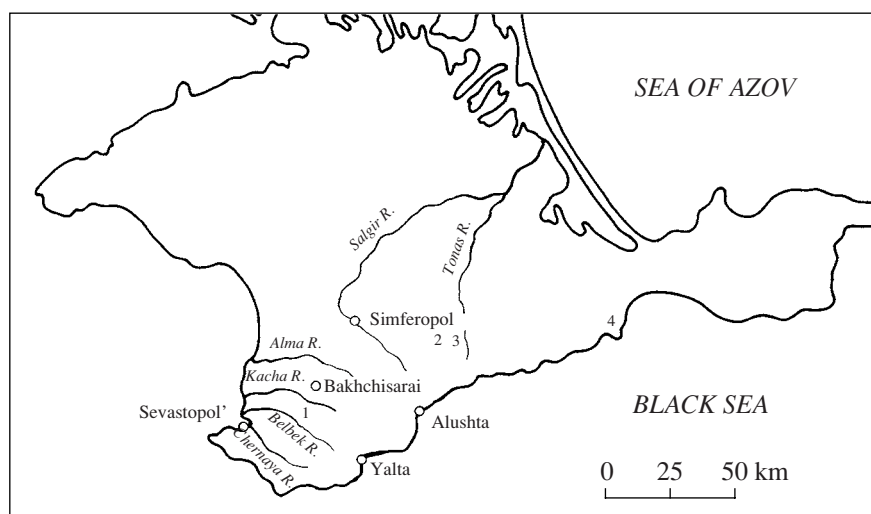 SEA OF AZOV
Salgir R.
Tonas R.
Simferopol
2 3
4
Alma R.
Kacha R.
Bakhchisarai
1
Sevastopol’
Belbek R.
Chernaya R.
Alushta
Yalta
BLACK SEA
0 25 50 km